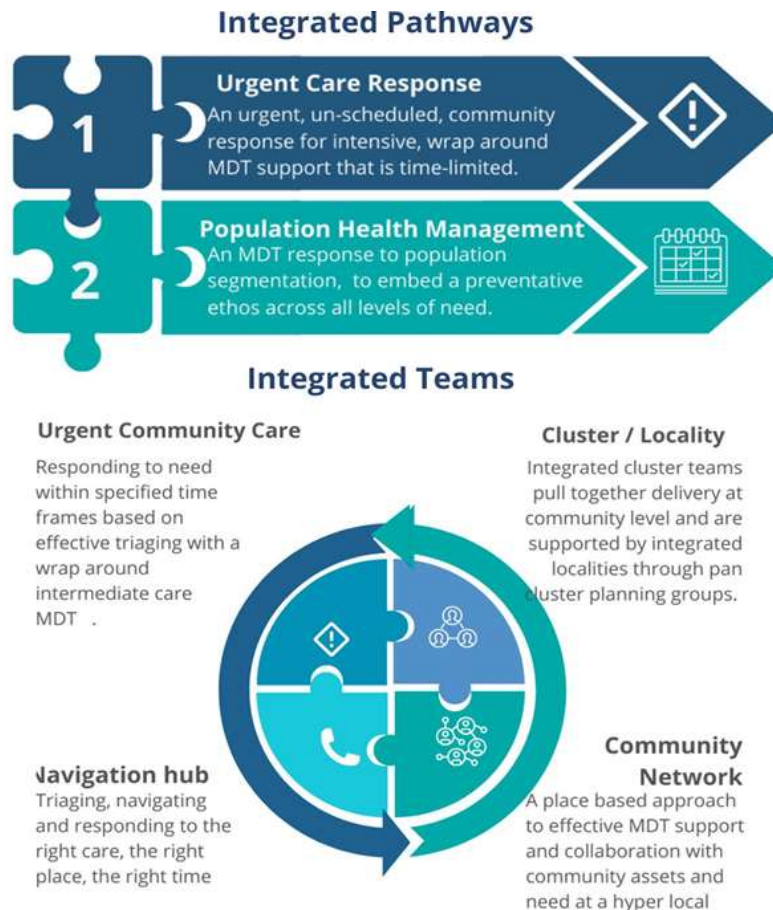 Integrated Pathways
1
Urgent Care Response
An urgent, un-scheduled, community
response for intensive, wrap around
MDT support that is time-limited.
2
Population Health Management
An MDT response to population
segmentation, to embed a preventative
ethos across all levels of need.
Integrated Teams
Urgent Community Care
Responding to need
within specified time
frames based on
effective triaging with a
wrap around
intermediate care
MDT .
Cluster / Locality
Integrated cluster teams
pull together delivery at
community level and are
supported by integrated
localities through pan
cluster planning groups.
Navigation hub
Triaging, navigating
and responding to the
right care, the right
place, the right time
Community
Network
A place based approach
to effective MDT support
and collaboration with
community assets and
need at a hyper local